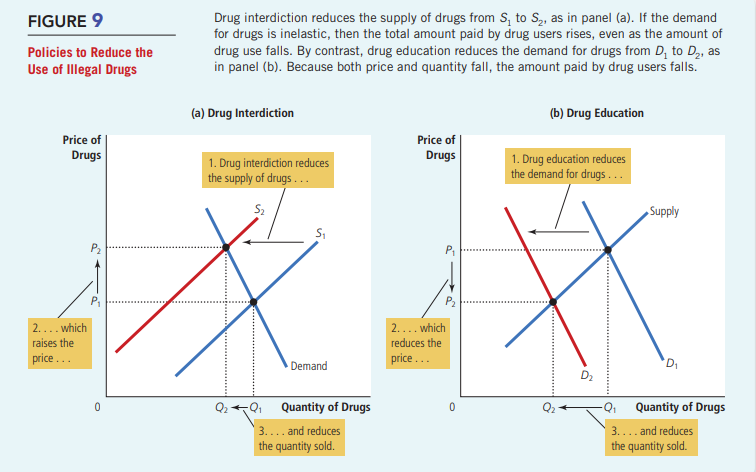 FIGURE 9
Policies to Reduce the
Use of Illegal Drugs
Drug interdiction reduces the supply of drugs from S₁ to S₂, as in panel (a). If the demand
for drugs is inelastic, then the total amount paid by drug users rises, even as the amount of
drug use falls. By contrast, drug education reduces the demand for drugs from D₁ to D₂, as
in panel (b). Because both price and quantity fall, the amount paid by drug users falls.
(a) Drug Interdiction
Price of
Drugs
1. Drug interdiction reduces
the supply of drugs . . .
S₂
S₁
P₂
P₁
2. . . . which
raises the
price . . .
Demand
0
Q₂
Q₁
Quantity of Drugs
3. . . . and reduces
the quantity sold.
(b) Drug Education
Price of
Drugs
1. Drug education reduces
the demand for drugs . . .
Supply
P₁
P₂
2. . . . which
reduces the
price . . .
D₁
D₂
0
Q₂
Q₁
Quantity of Drugs
3. . . . and reduces
the quantity sold.